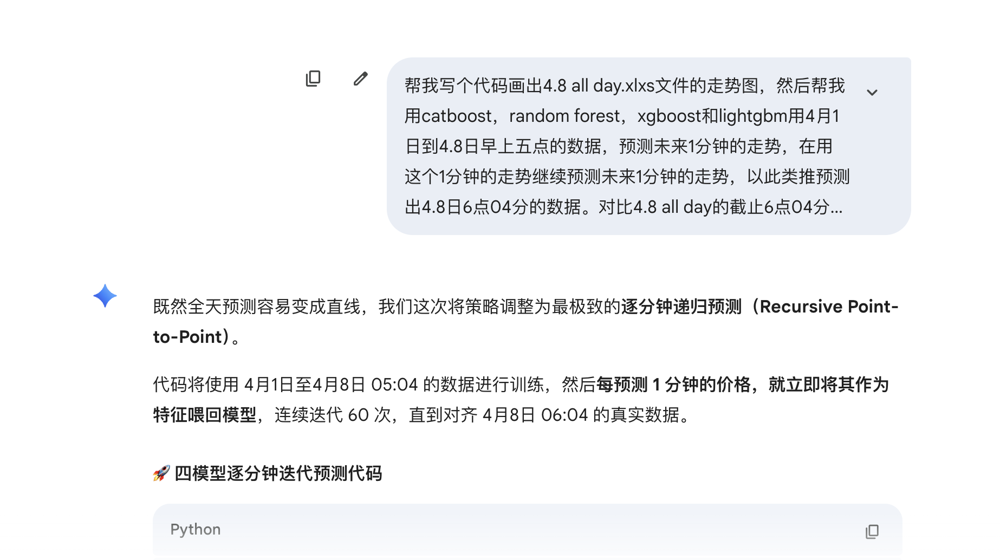 帮我写个代码画出4.8 all day.xlxs文件的走势图，然后帮我
用catboost，random forest，xgboost和lightgbm用4月1
日到4.8日早上五点的数据，预测未来1分钟的走势，在用
这个1分钟的走势继续预测未来1分钟的走势，以此类推预测
出4.8日6点04分的数据。对比4.8 all day的截止6点04分...
既然全天预测容易变成直线，我们这次将策略调整为最极致的逐分钟递归预测（Recursive Point-
to-Point）。
代码将使用 4月1日至4月8日 05:04 的数据进行训练，然后每预测 1 分钟的价格，就立即将其作为
特征喂回模型，连续迭代 60 次，直到对齐 4月8日 06:04 的真实数据。
🚀 四模型逐分钟迭代预测代码
Python